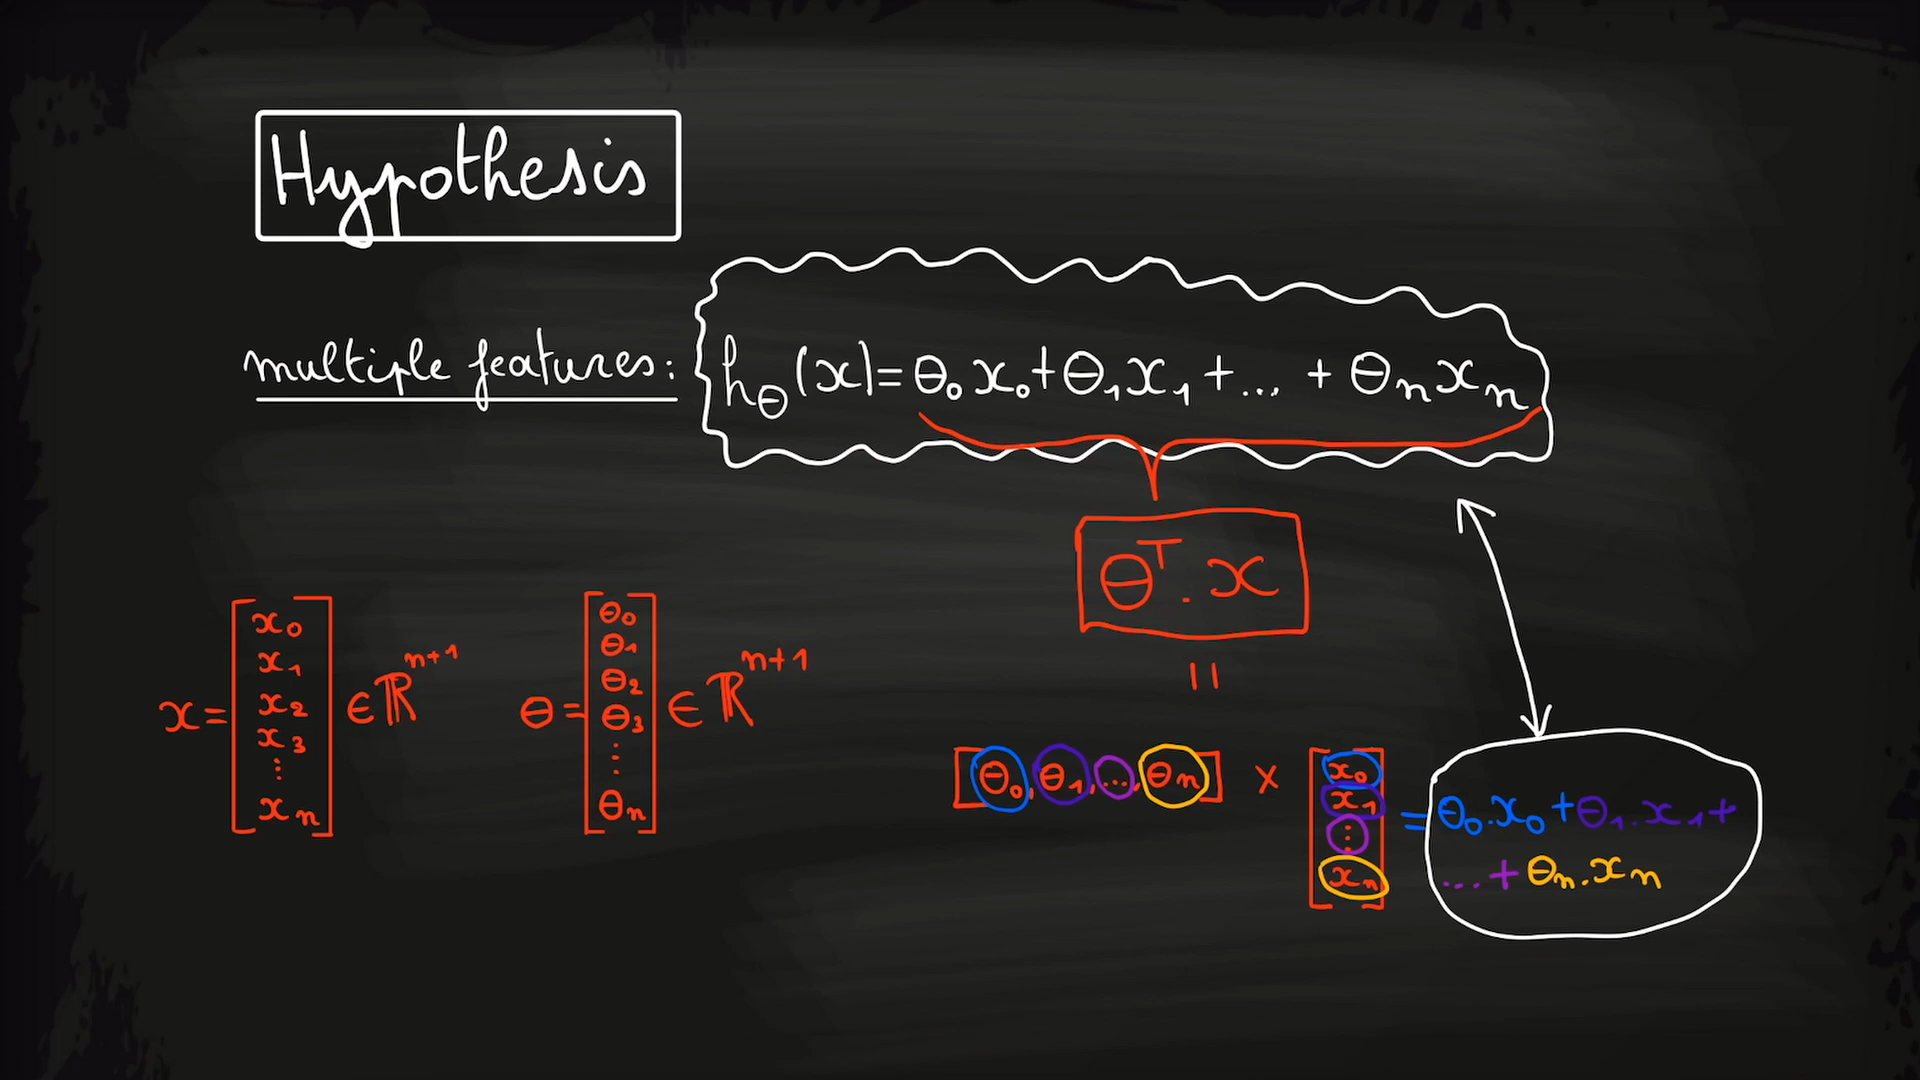 Hypothesis
multiple features: h_θ(x) = θ₀x₀ + θ₁x₁ + ... + θₙxₙ
θᵀ . x
=
x = [x₀ x₁ x₂ x₃ ... xₙ] ∈ ℝⁿ⁺¹
θ = [θ₀ θ₁ θ₂ θ₃ ... θₙ] ∈ ℝⁿ⁺¹
[θ₀, θ₁, ..., θₙ] × [x₀ x₁ ⋮ xₙ] = θ₀.x₀ + θ₁.x₁ +
... + θₙ.xₙ